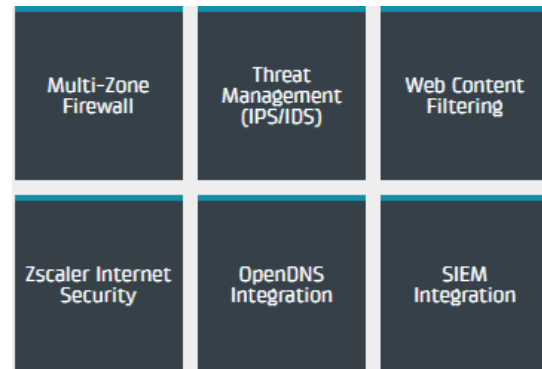 Multi-Zone
Firewall
Threat
Management
(IPS/IDS)
Web Content
Filtering
Zscaler Internet
Security
OpenDNS
Integration
SIEM
Integration